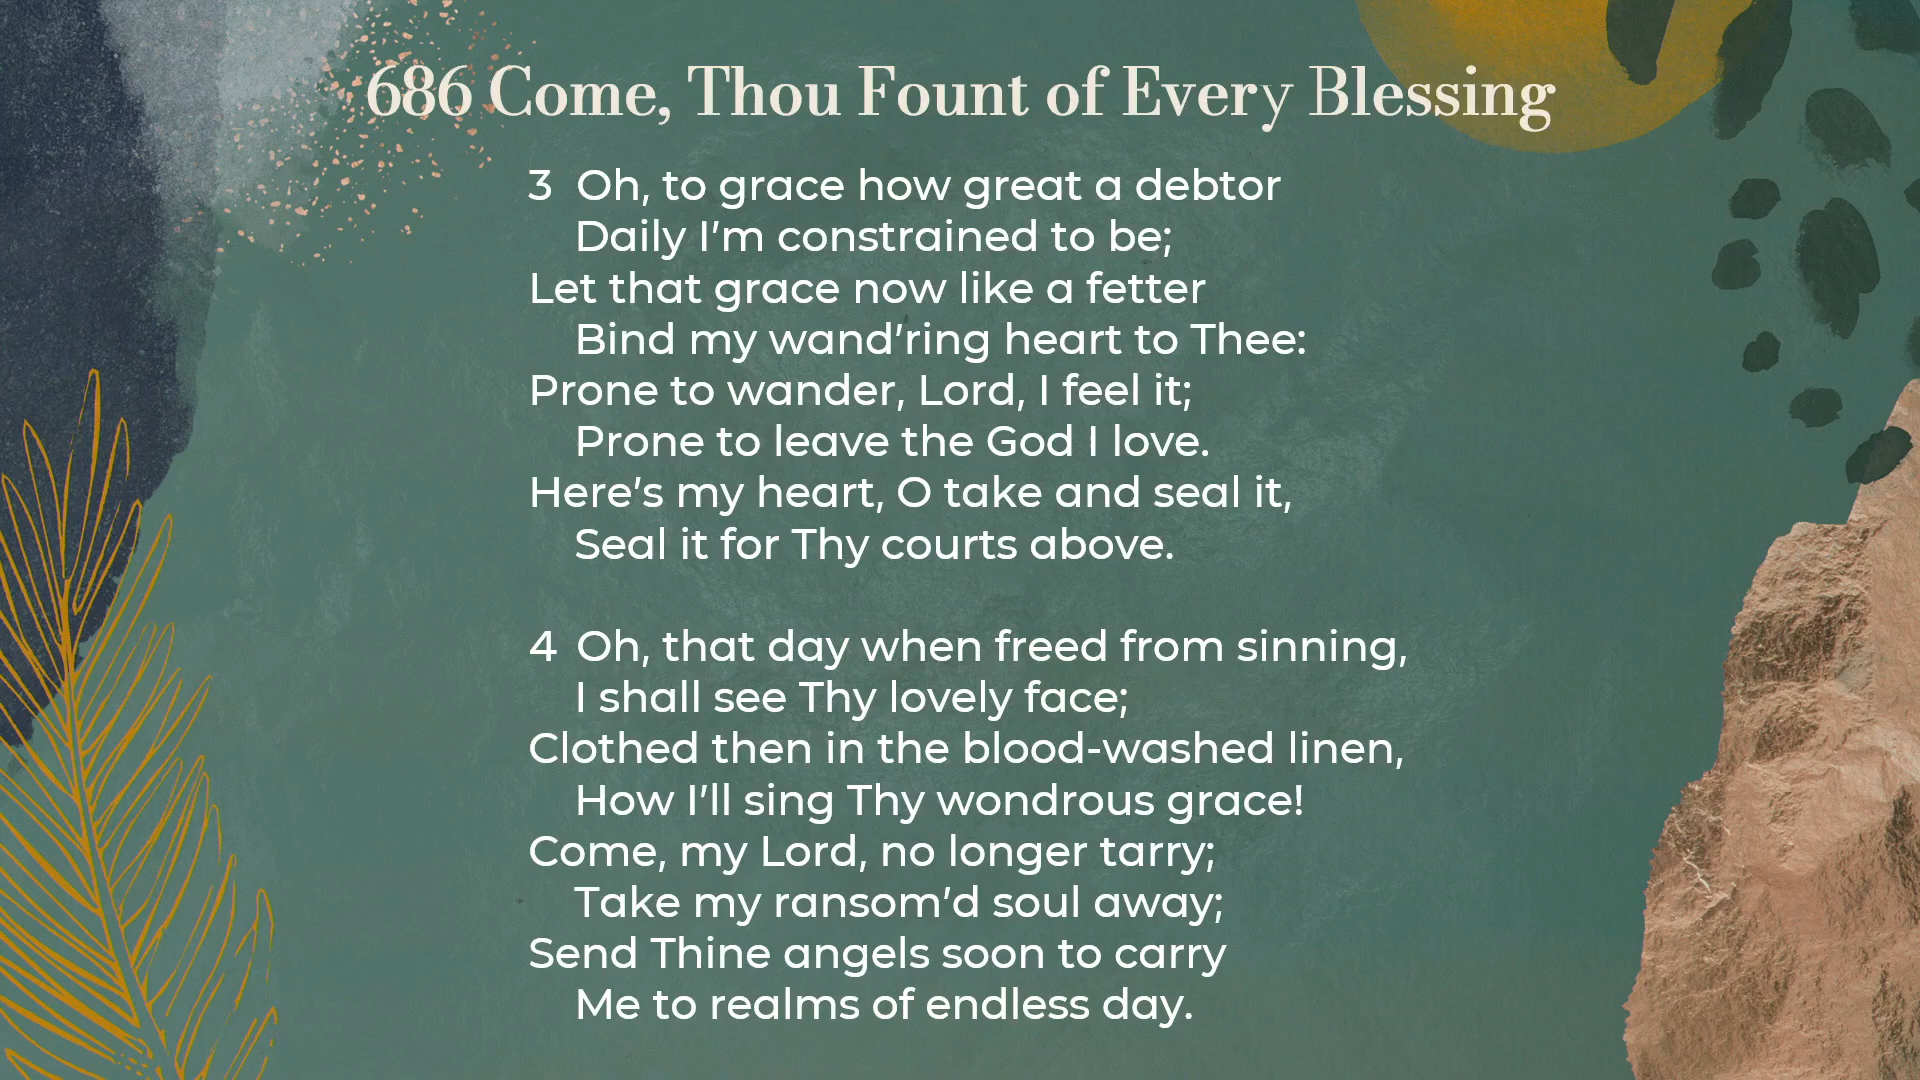 686 Come, Thou Fount of Every Blessing
3 Oh, to grace how great a debtor
Daily I’m constrained to be;
Let that grace now like a fetter
Bind my wand’ring heart to Thee:
Prone to wander, Lord, I feel it;
Prone to leave the God I love.
Here’s my heart, O take and seal it,
Seal it for Thy courts above.
4 Oh, that day when freed from sinning,
I shall see Thy lovely face;
Clothed then in the blood-washed linen,
How I’ll sing Thy wondrous grace!
Come, my Lord, no longer tarry;
Take my ransom’d soul away;
Send Thine angels soon to carry
Me to realms of endless day.